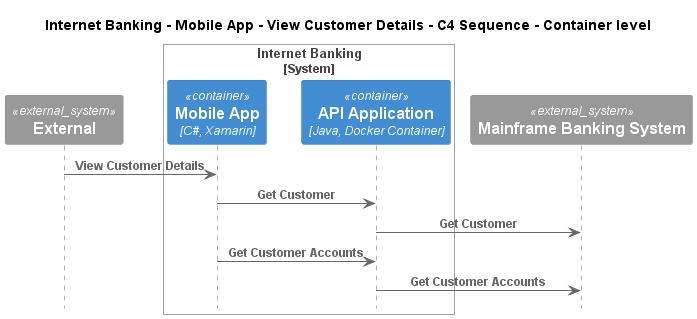 Internet Banking - Mobile App - View Customer Details - C4 Sequence - Container level
Internet Banking
[System]
«external_system»
External
«container»
Mobile App
[C#, Xamarin]
«container»
API Application
[Java, Docker Container]
«external_system»
Mainframe Banking System
View Customer Details
Get Customer
Get Customer
Get Customer Accounts
Get Customer Accounts